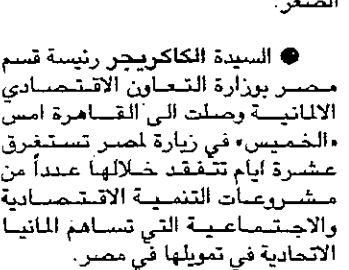 الصغر.
● السيدة الكاكريجر رئيسة قسم
مصر بوزارة التعاون الاقتصادي
الالمانية وصلت الى القاهرة امس
«الخميس» في زيارة لمصر تستغرق
عشرة ايام تتفقد خلالها عدداً من
مشروعات التنمية الاقتصادية
والاجتماعية التي تساهم المانيا
الاتحادية في تمويلها في مصر.